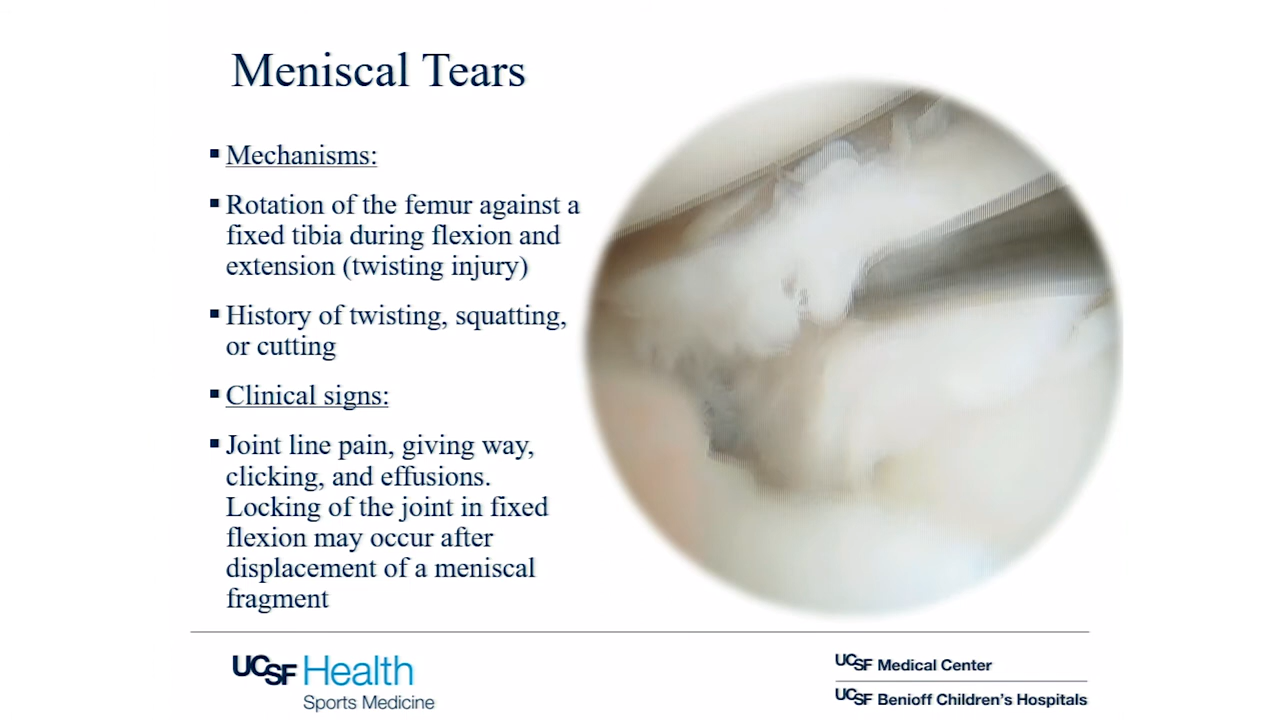 Meniscal Tears
▪ Mechanisms:
▪ Rotation of the femur against a
fixed tibia during flexion and
extension (twisting injury)
▪ History of twisting, squatting,
or cutting
▪ Clinical signs:
▪ Joint line pain, giving way,
clicking, and effusions.
Locking of the joint in fixed
flexion may occur after
displacement of a meniscal
fragment
UCSF Health
Sports Medicine
UCSF Medical Center
UCSF Benioff Children's Hospitals